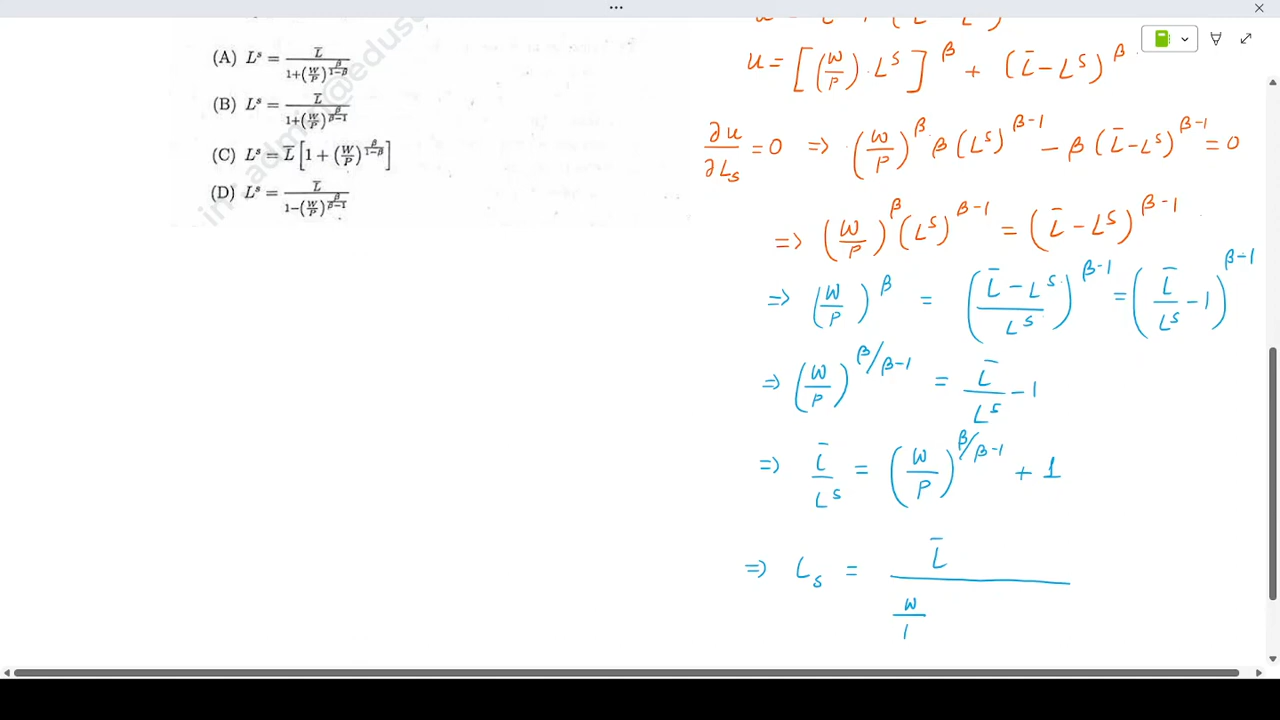 (A) L^s = L̄ / (1+(W/P)^(β/(1−β)))
(B) L^s = L̄ / (1+(W/P)^(β/(β−1)))
(C) L^s = L̄ [1 + (W/P)^(β/(1−β))]
(D) L^s = L̄ / (1−(W/P)^(β/(β−1)))
u = [(W/P) · L^s]^β + (L̄ − L^s)^β
∂u/∂L_s = 0 => (W/P)^β β (L^s)^(β−1) − β (L̄ − L^s)^(β−1) = 0
=> (W/P)^β (L^s)^(β−1) = (L̄ − L^s)^(β−1)
=> (W/P)^β = ((L̄ − L^s)/L^s)^(β−1) = (L̄/L^s − 1)^(β−1)
=> (W/P)^(β/β−1) = L̄/L^s − 1
=> L̄/L^s = (W/P)^(β/β−1) + 1
=> L_s = L̄ / W